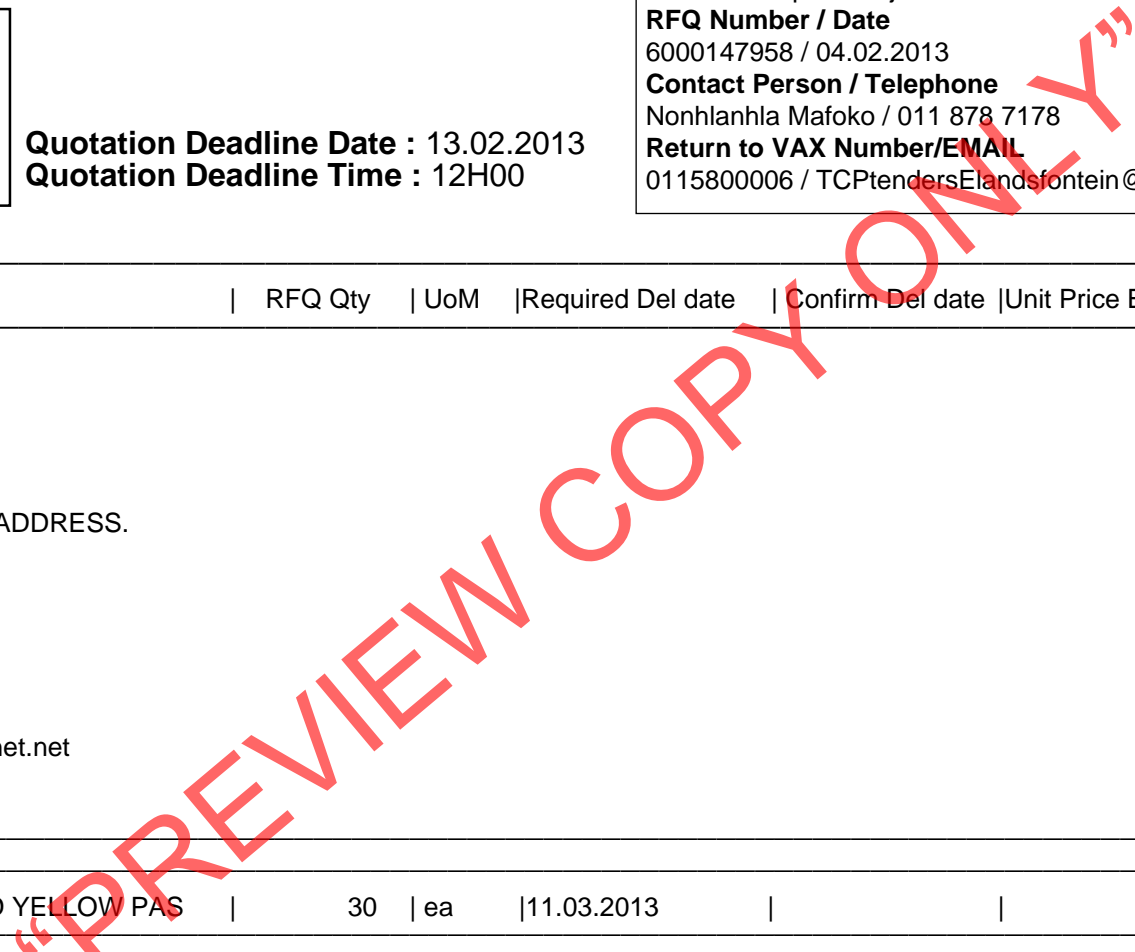 RFQ Number / Date
6000147958 / 04.02.2013
Contact Person / Telephone
Nonhlanhla Mafoko / 011 878 7178
Return to VAX Number/EMAIL
0115800006 / TCPtendersElandsfontein@
Quotation Deadline Date : 13.02.2013
Quotation Deadline Time : 12H00
| RFQ Qty | UoM |Required Del date | Confirm Del date |Unit Price
ADDRESS.
net.net
YELLOW PAS | 30 | ea |11.03.2013 | |
“PREVIEW COPY ONLY”